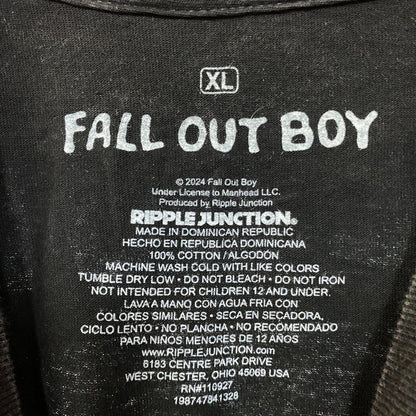 XL
FALL OUT BOY
© 2024 Fall Out Boy
Under License to Manhead LLC.
Produced by Ripple Junction
RIPPLE JUNCTION®
MADE IN DOMINICAN REPUBLIC
HECHO EN REPUBLICA DOMINICANA
100% COTTON / ALGODÓN
MACHINE WASH COLD WITH LIKE COLORS
TUMBLE DRY LOW • DO NOT BLEACH • DO NOT IRON
NOT INTENDED FOR CHILDREN 12 AND UNDER.
LAVA A MANO CON AGUA FRIA CON
COLORES SIMILARES • SECA EN SECADORA,
CICLO LENTO • NO PLANCHA • NO RECOMENDADO
PARA NIÑOS MENORES DE 12 AÑOS
www.RIPPLEJUNCTION.com
6183 CENTRE PARK DRIVE
WEST CHESTER, OHIO 45069 USA
RN#110927
198747841328